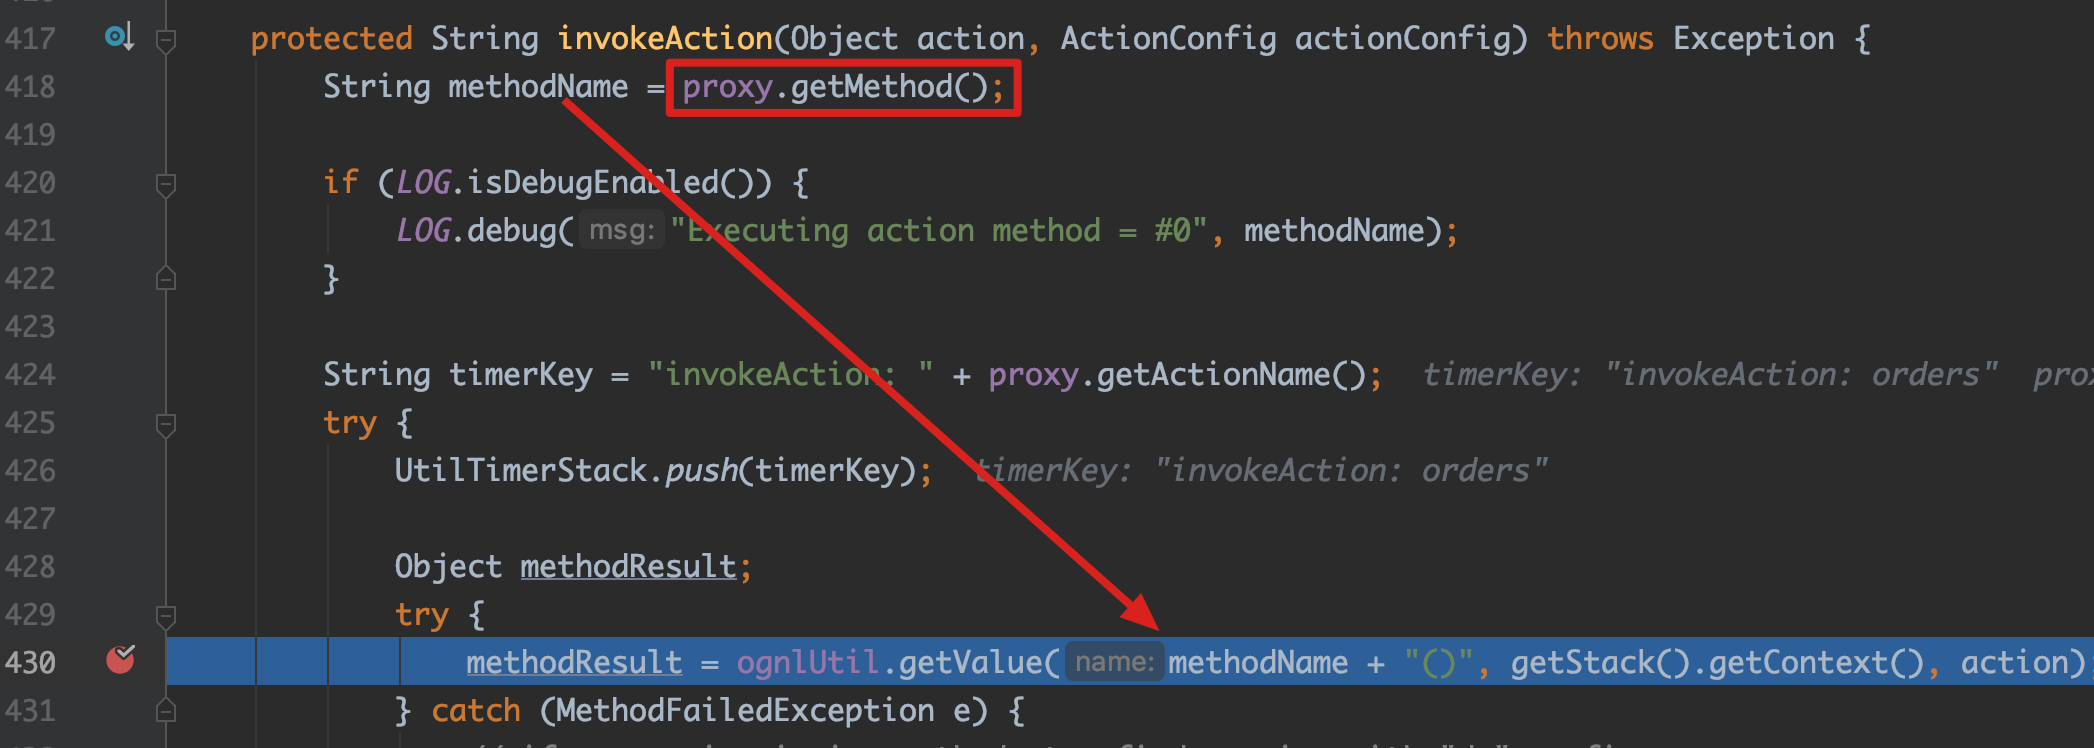 417 protected String invokeAction(Object action, ActionConfig actionConfig) throws Exception {
418 String methodName = proxy.getMethod();
419
420 if (LOG.isDebugEnabled()) {
421 LOG.debug( msg: "Executing action method = #0", methodName);
422 }
423
424 String timerKey = "invokeAction: " + proxy.getActionName(); timerKey: "invokeAction: orders"
425 try {
426 UtilTimerStack.push(timerKey); timerKey: "invokeAction: orders"
427
428 Object methodResult;
429 try {
430 methodResult = ognlUtil.getValue( name: methodName + "()", getStack().getContext(), action);
431 } catch (MethodFailedException e) {